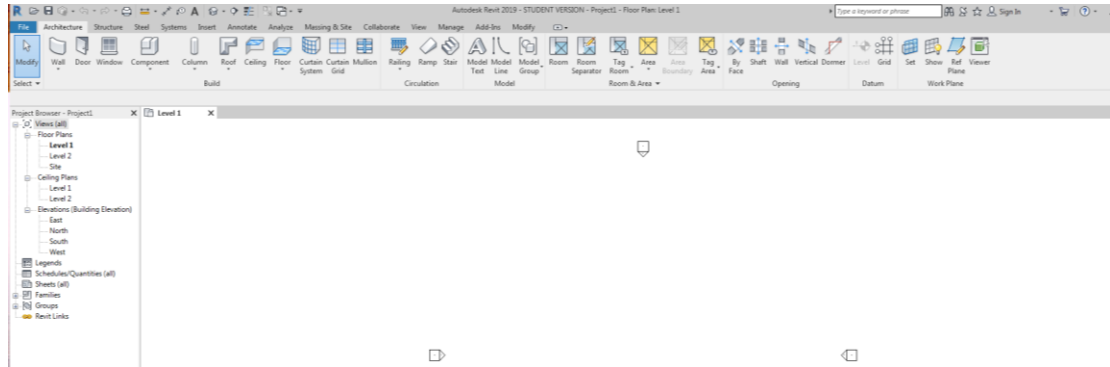 Autodesk Revit 2019 - STUDENT VERSION - Project1 - Floor Plan: Level 1
Type a keyword or phrase
Sign In
File Architecture Structure Steel Systems Insert Annotate Analyze Massing & Site Collaborate View Manage Add-Ins Modify
Modify Wall Door Window Component Column Roof Ceiling Floor Curtain System Curtain Grid Mullion Railing Ramp Stair Model Text Model Line Model Group Room Room Separator Tag Room Area Area Boundary Tag Area By Face Shaft Wall Vertical Dormer Level Grid Set Show Ref Plane Viewer
Select Build Circulation Model Room & Area Opening Datum Work Plane
Project Browser - Project1
Level 1
Views (all)
Floor Plans
Level 1
Level 2
Site
Ceiling Plans
Level 1
Level 2
Elevations (Building Elevation)
East
North
South
West
Legends
Schedules/Quantities (all)
Sheets (all)
Families
Groups
Revit Links